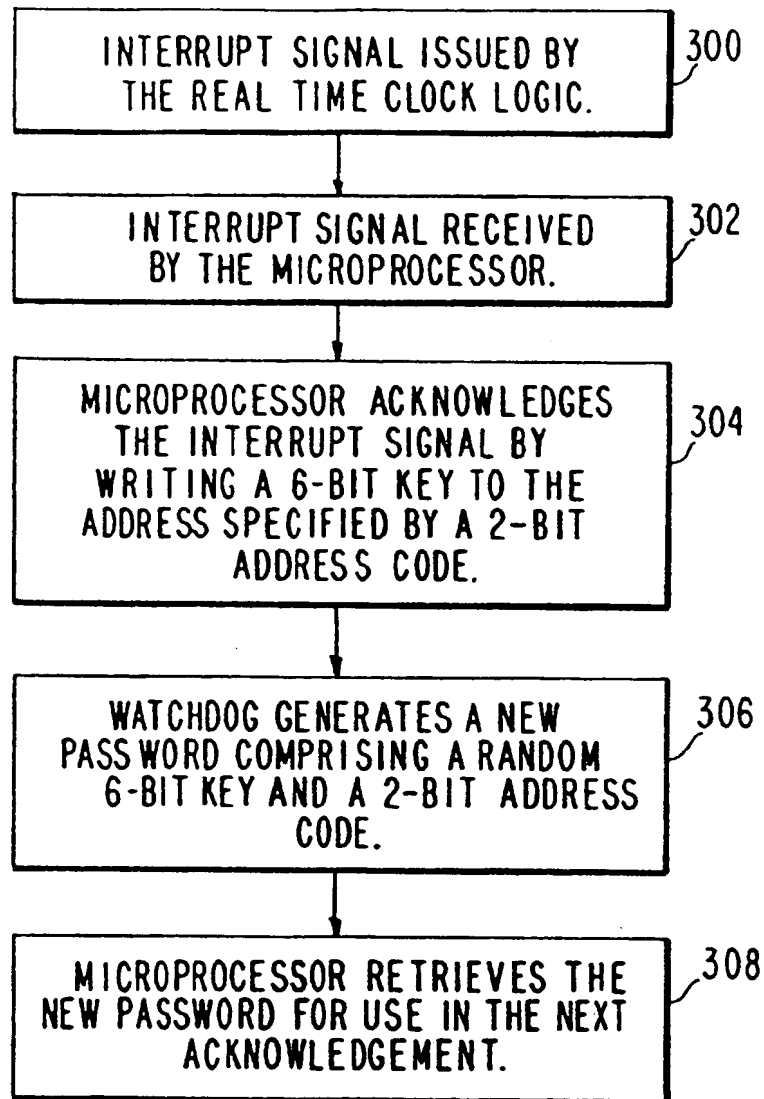 INTERRUPT SIGNAL ISSUED BY
THE REAL TIME CLOCK LOGIC.
300
INTERRUPT SIGNAL RECEIVED
BY THE MICROPROCESSOR.
302
MICROPROCESSOR ACKNOWLEDGES
THE INTERRUPT SIGNAL BY
WRITING A 6-BIT KEY TO THE
ADDRESS SPECIFIED BY A 2-BIT
ADDRESS CODE.
304
WATCHDOG GENERATES A NEW
PASSWORD COMPRISING A RANDOM
6-BIT KEY AND A 2-BIT ADDRESS
CODE.
306
MICROPROCESSOR RETRIEVES THE
NEW PASSWORD FOR USE IN THE NEXT
ACKNOWLEDGEMENT.
308